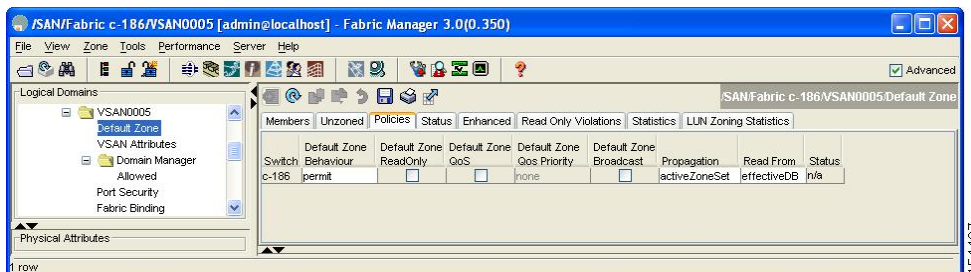 /SAN/Fabric c-186/VSAN0005 [admin@localhost] - Fabric Manager 3.0(0.350)
File View Zone Tools Performance Server Help
Advanced
Logical Domains
/SAN/Fabric c-186/VSAN0005/Default Zone
VSAN0005
Default Zone
VSAN Attributes
Domain Manager
Allowed
Port Security
Fabric Binding
Members Unzoned Policies Status Enhanced Read Only Violations Statistics LUN Zoning Statistics
Default Zone Default Zone Default Zone Default Zone Default Zone
Switch Behaviour ReadOnly QoS Qos Priority Broadcast Propagation Read From Status
c-186 permit none activeZoneSet effectiveDB n/a
Physical Attributes
1 row